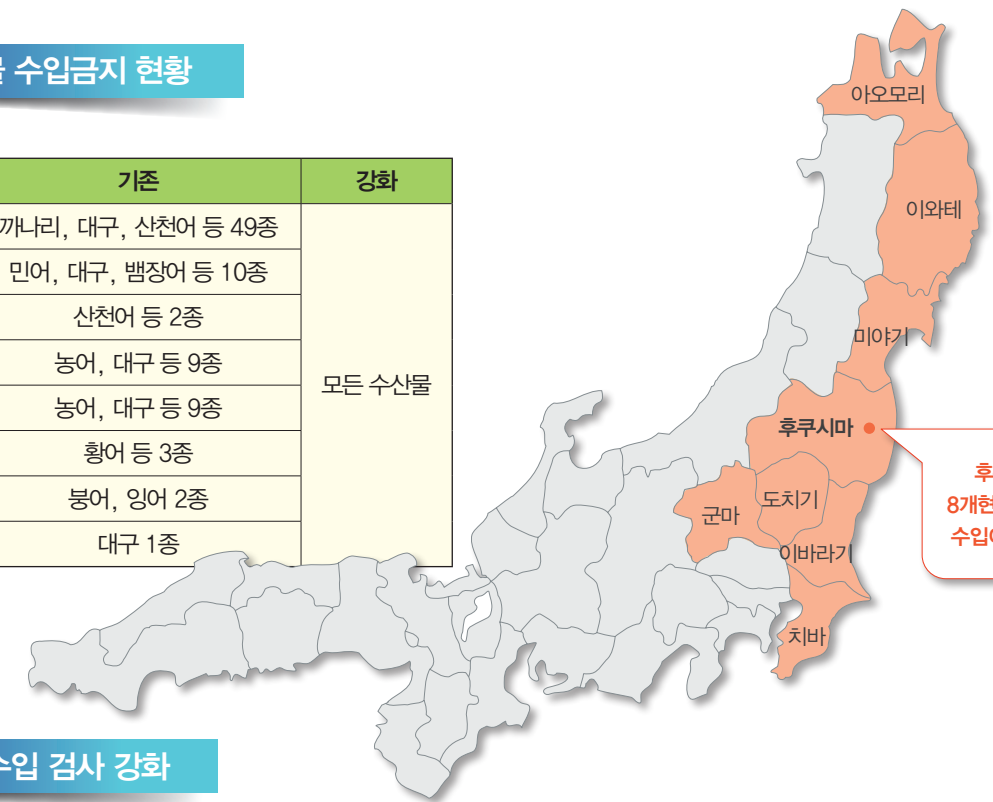 수입금지 현황
기존
강화
까나리, 대구, 산천어 등 49종
민어, 대구, 뱀장어 등 10종
산천어 등 2종
농어, 대구 등 9종
농어, 대구 등 9종
황어 등 3종
붕어, 잉어 2종
대구 1종
모든 수산물
아오모리
이와테
미야기
후쿠시마
군마
도치기
이바라기
치바
후
8개현
수입
수입 검사 강화